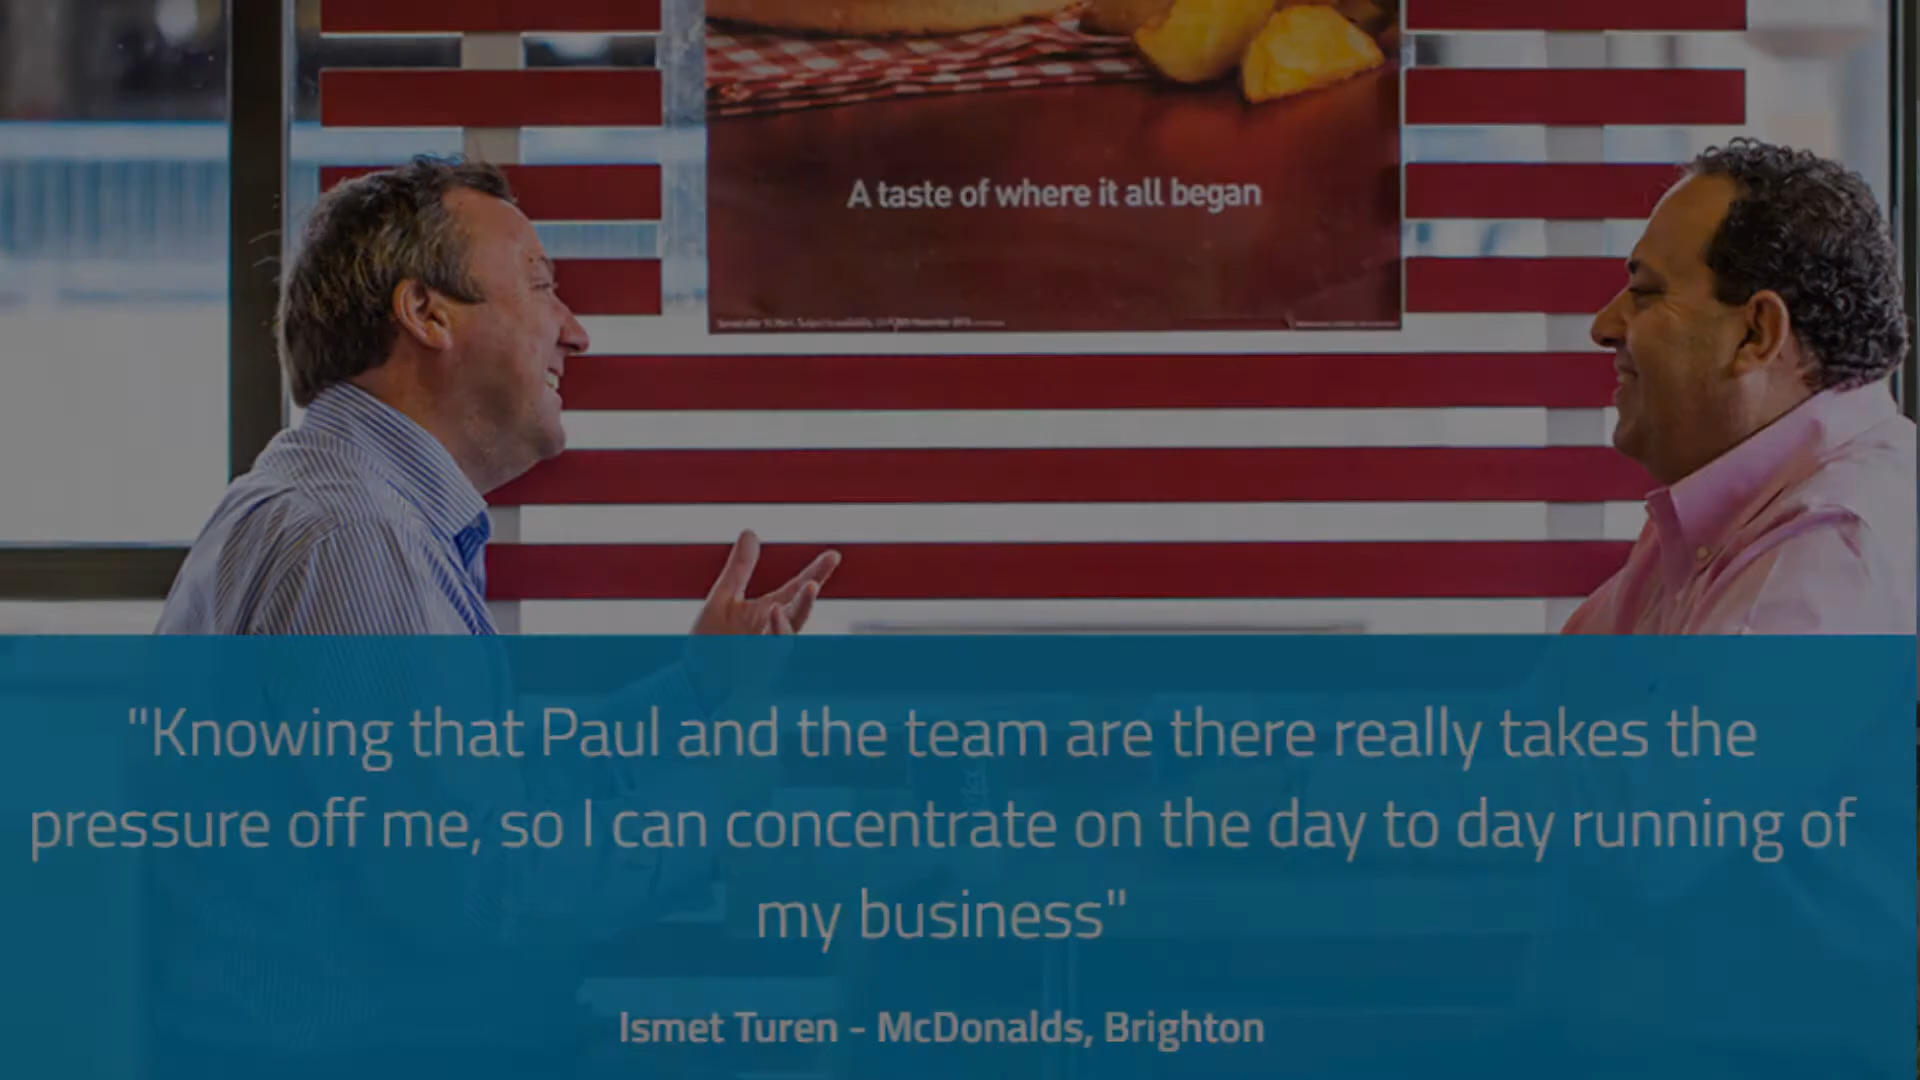 A taste of where it all began
"Knowing that Paul and the team are there really takes the
pressure off me, so I can concentrate on the day to day running of
my business"
Ismet Turen - McDonalds, Brighton